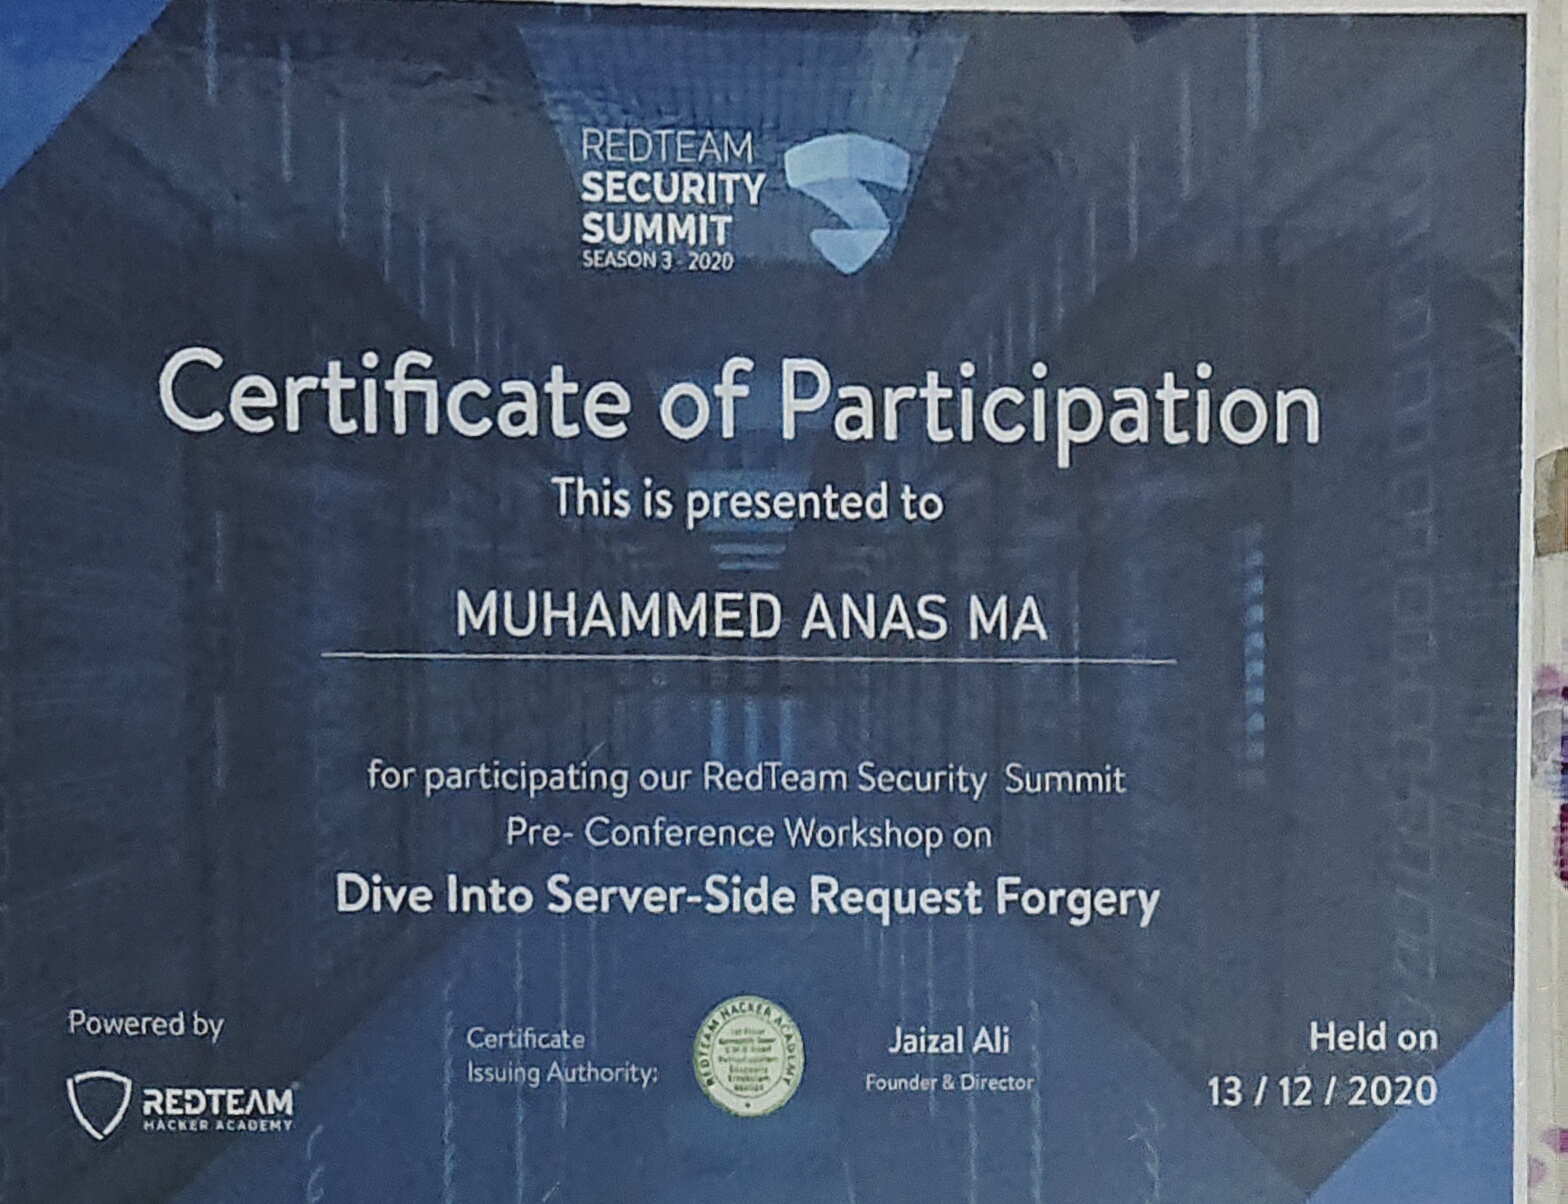 REDTEAM
SECURITY
SUMMIT
SEASON 3 - 2020
Certificate of Participation
This is presented to
MUHAMMED ANAS MA
for participating our RedTeam Security Summit
Pre- Conference Workshop on
Dive Into Server-Side Request Forgery
Powered by
REDTEAM
HACKER ACADEMY
Certificate
Issuing Authority:
REDTEAM HACKER ACADEMY
Jaizal Ali
Founder & Director
Held on
13 / 12 / 2020